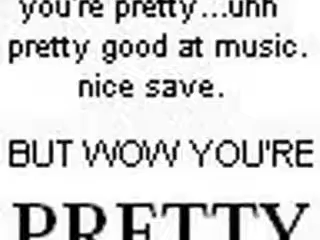 you're pretty...uhh
pretty good at music.
nice save.
BUT WOW YOU'RE
PRETTY